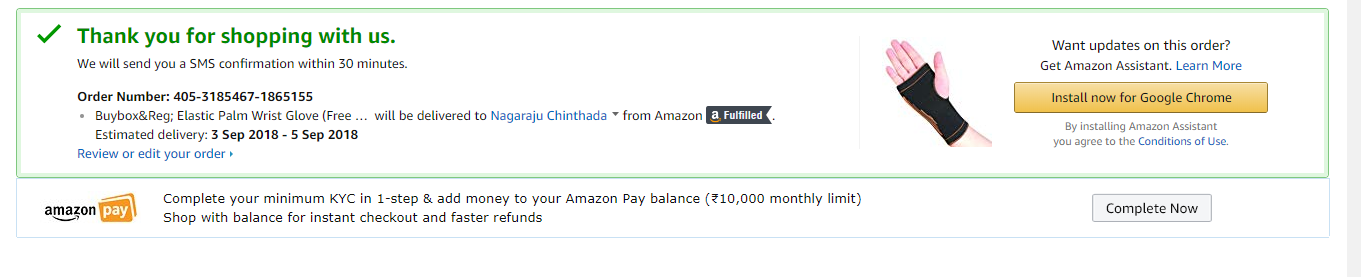 Thank you for shopping with us.
We will send you a SMS confirmation within 30 minutes.
Order Number: 405-3185467-1865155
Buybox&Reg; Elastic Palm Wrist Glove (Free ... will be delivered to Nagaraju Chinthada from Amazon a Fulfilled.
Estimated delivery: 3 Sep 2018 - 5 Sep 2018
Review or edit your order
Want updates on this order?
Get Amazon Assistant. Learn More
Install now for Google Chrome
By installing Amazon Assistant
you agree to the Conditions of Use.
amazon pay
Complete your minimum KYC in 1-step & add money to your Amazon Pay balance (₹10,000 monthly limit)
Shop with balance for instant checkout and faster refunds
Complete Now